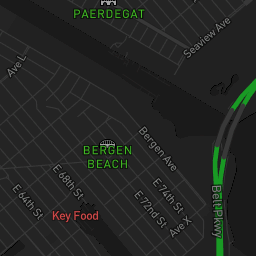 PAERDEGAT
Seaview Ave
Ave L
Bergen Ave
BERGEN
BEACH
E 68th St
E 64th St
E 74th St
E 72nd St
Ave X
Key Food
Belt Pkwy